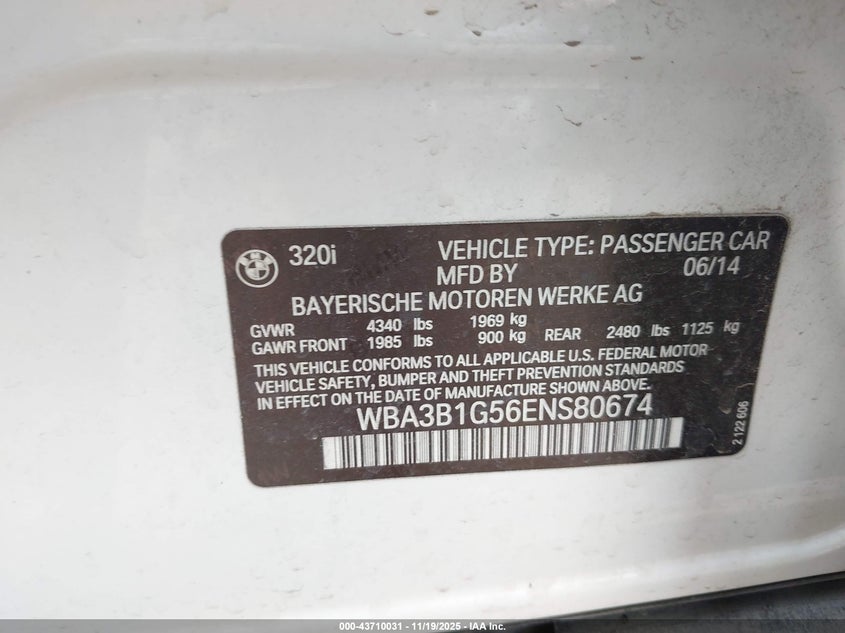 320i VEHICLE TYPE: PASSENGER CAR
MFD BY 06/14
BAYERISCHE MOTOREN WERKE AG
GVWR 4340 lbs 1969 kg
GAWR FRONT 1985 lbs 900 kg REAR 2480 lbs 1125 kg
THIS VEHICLE CONFORMS TO ALL APPLICABLE U.S. FEDERAL MOTOR
VEHICLE SAFETY, BUMPER AND THEFT PREVENTION STANDARDS
IN EFFECT ON THE DATE OF MANUFACTURE SHOWN ABOVE.
WBA3B1G56ENS80674
2 122 606
000-43710031 - 11/19/2025 - IAA Inc.